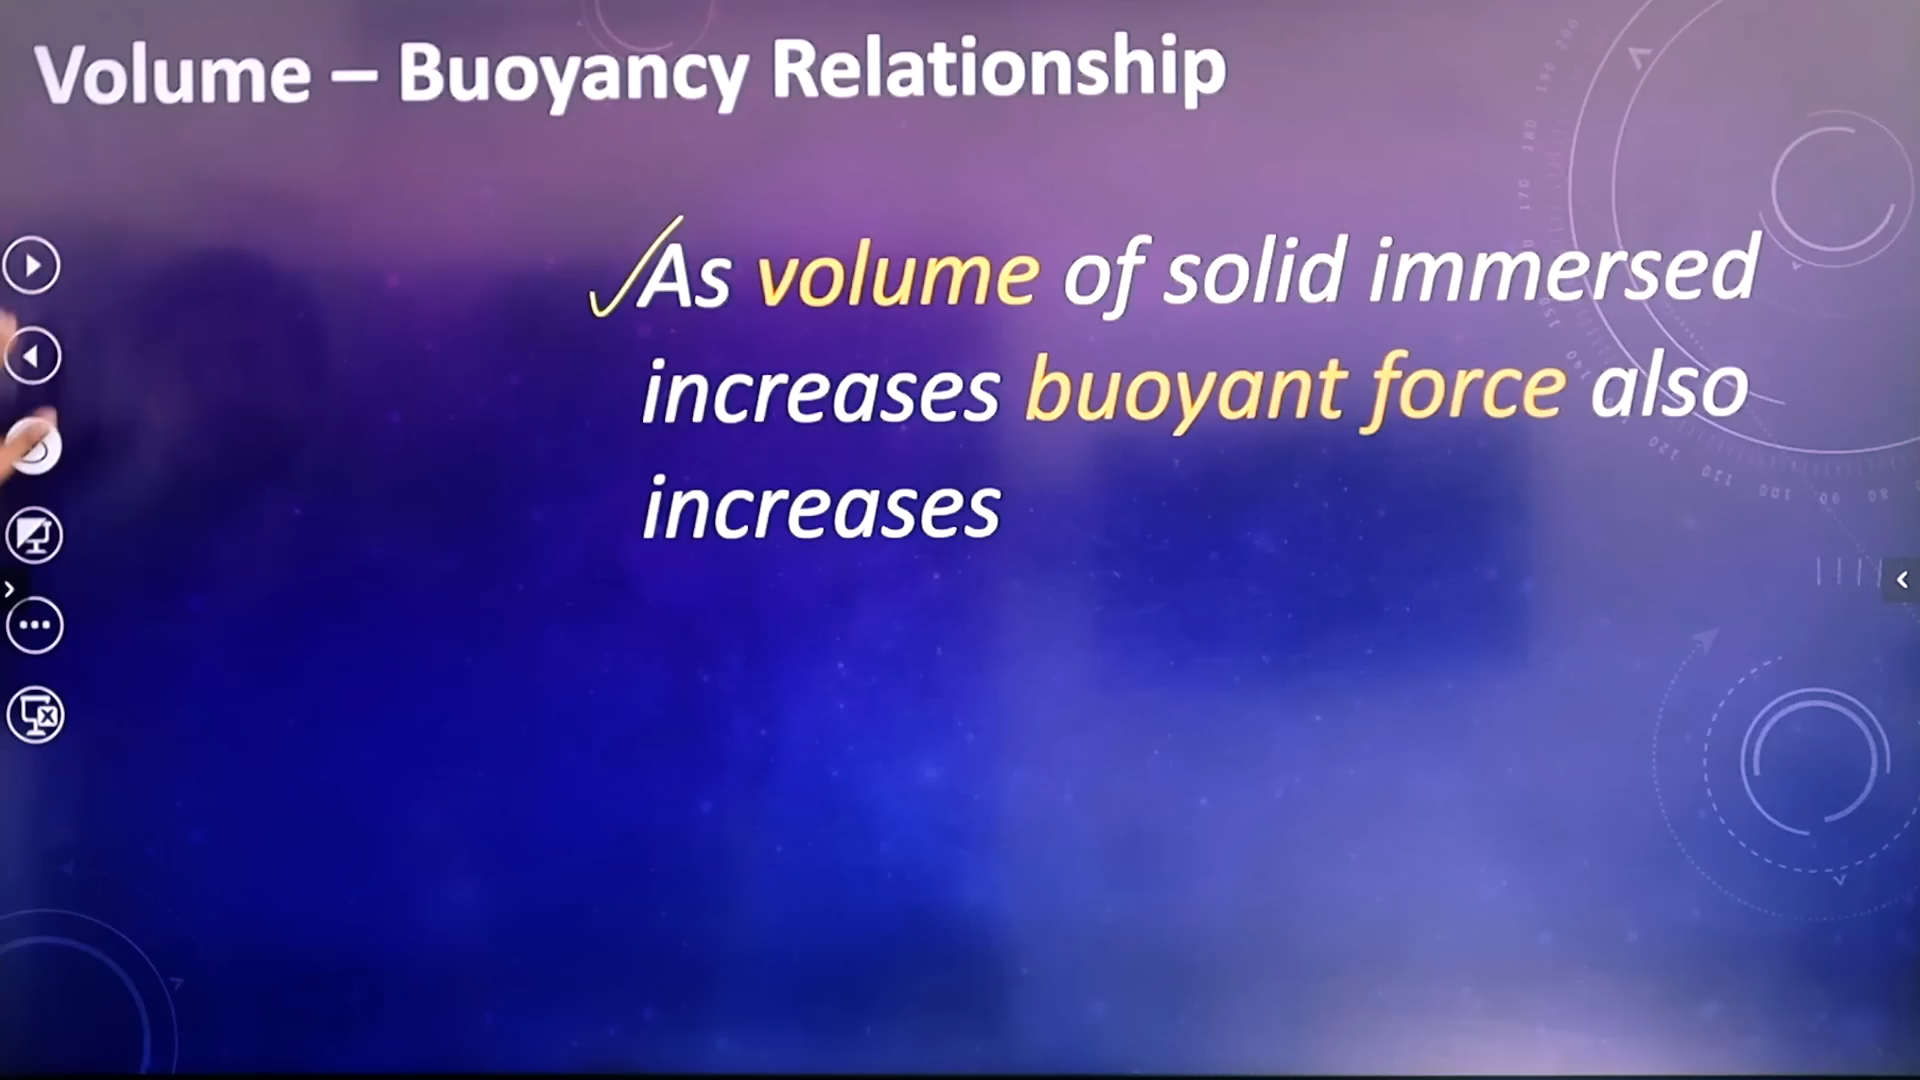 Volume – Buoyancy Relationship
As volume of solid immersed
increases buoyant force also
increases